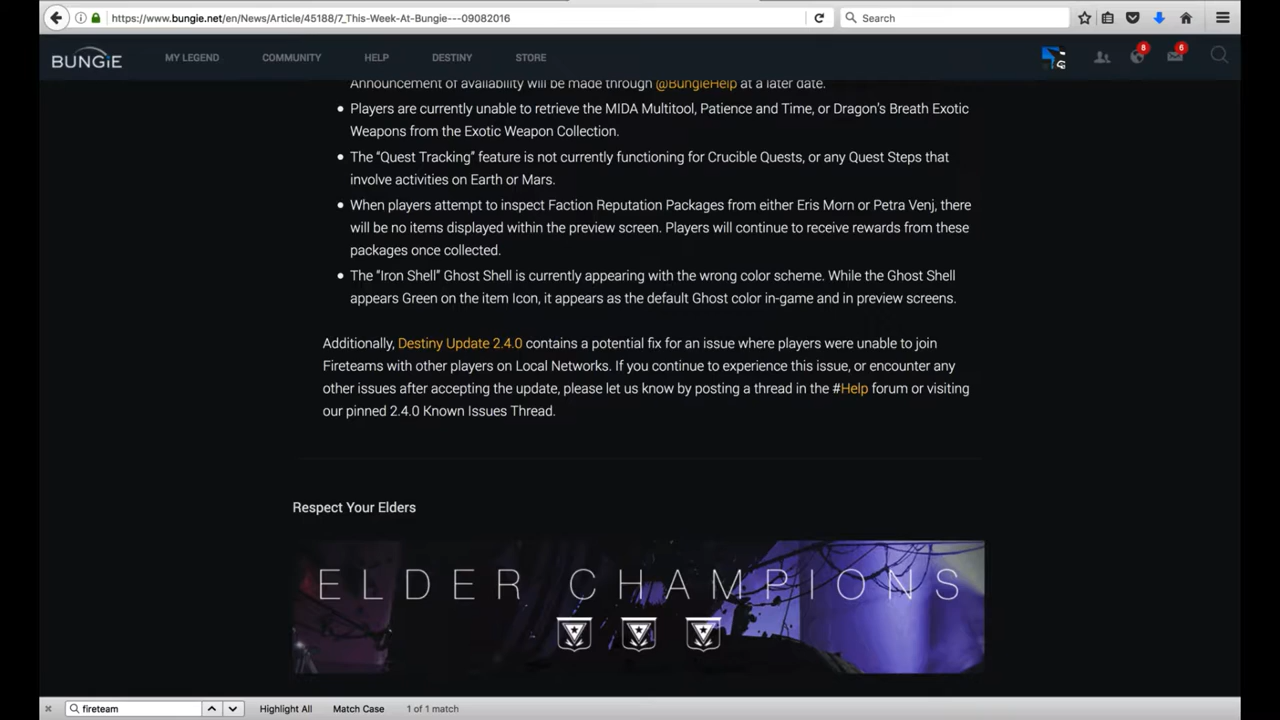 https://www.bungie.net/en/News/Article/45188/7_This-Week-At-Bungie---09082016
Search
BUNGiE
MY LEGEND
COMMUNITY
HELP
DESTINY
STORE
8
6
Announcement of availability will be made through @BungieHelp at a later date.
• Players are currently unable to retrieve the MIDA Multitool, Patience and Time, or Dragon's Breath Exotic
Weapons from the Exotic Weapon Collection.
• The “Quest Tracking” feature is not currently functioning for Crucible Quests, or any Quest Steps that
involve activities on Earth or Mars.
• When players attempt to inspect Faction Reputation Packages from either Eris Morn or Petra Venj, there
will be no items displayed within the preview screen. Players will continue to receive rewards from these
packages once collected.
• The “Iron Shell” Ghost Shell is currently appearing with the wrong color scheme. While the Ghost Shell
appears Green on the item Icon, it appears as the default Ghost color in-game and in preview screens.
Additionally, Destiny Update 2.4.0 contains a potential fix for an issue where players were unable to join
Fireteams with other players on Local Networks. If you continue to experience this issue, or encounter any
other issues after accepting the update, please let us know by posting a thread in the #Help forum or visiting
our pinned 2.4.0 Known Issues Thread.
Respect Your Elders
ELDER CHAMPIONS
fireteam
Highlight All
Match Case
1 of 1 match